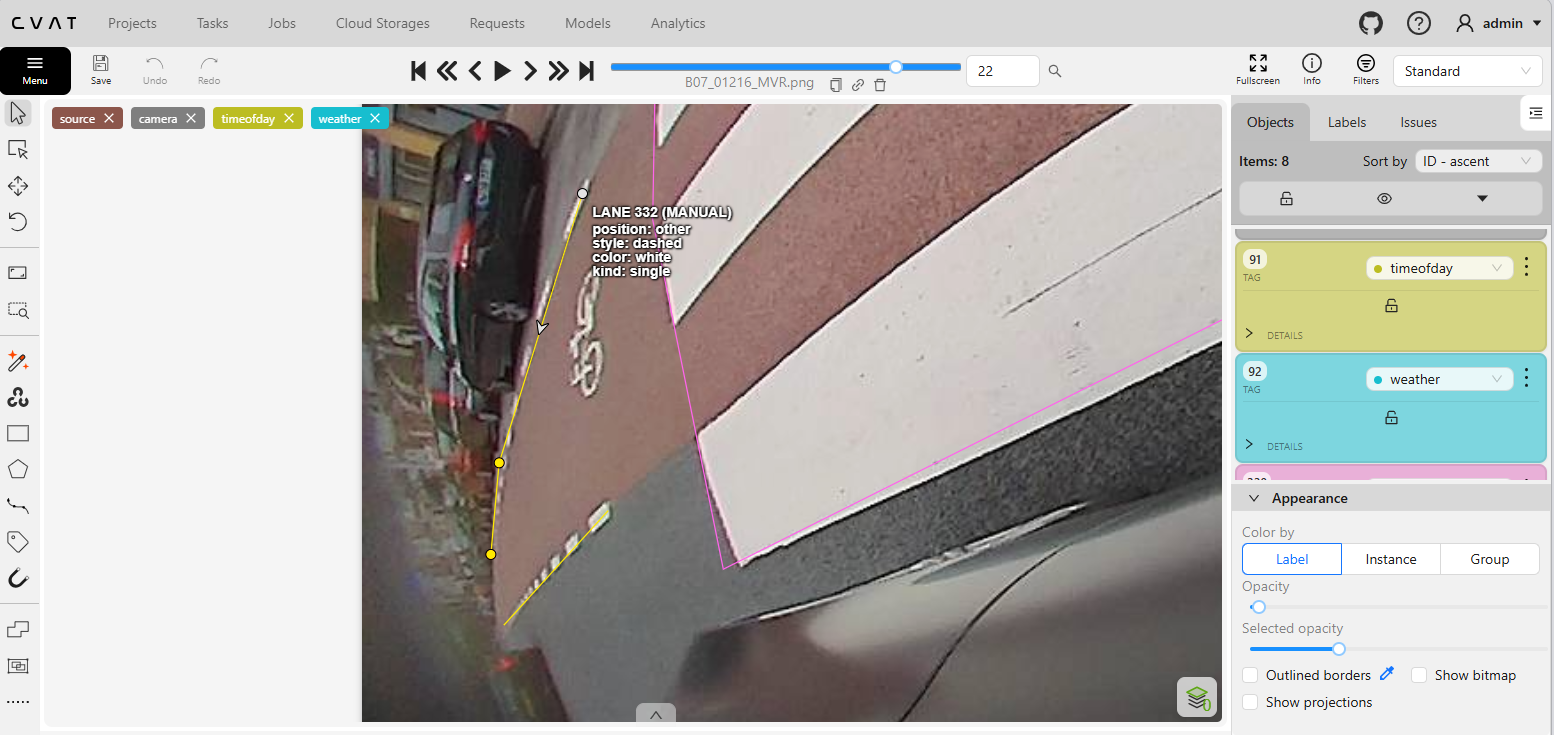 CVAT Projects Tasks Jobs Cloud Storages Requests Models Analytics admin
Menu Save Undo Redo 22 Fullscreen Info Filters Standard
B07_01216_MVR.png
source camera timeofday weather
Objects Labels Issues
Items: 8 Sort by ID - ascent
LANE 332 (MANUAL)
position: other
style: dashed
color: white
kind: single
91 timeofday
TAG
DETAILS
92 weather
TAG
DETAILS
Appearance
Color by
Label Instance Group
Opacity
Selected opacity
Outlined borders Show bitmap
Show projections
0